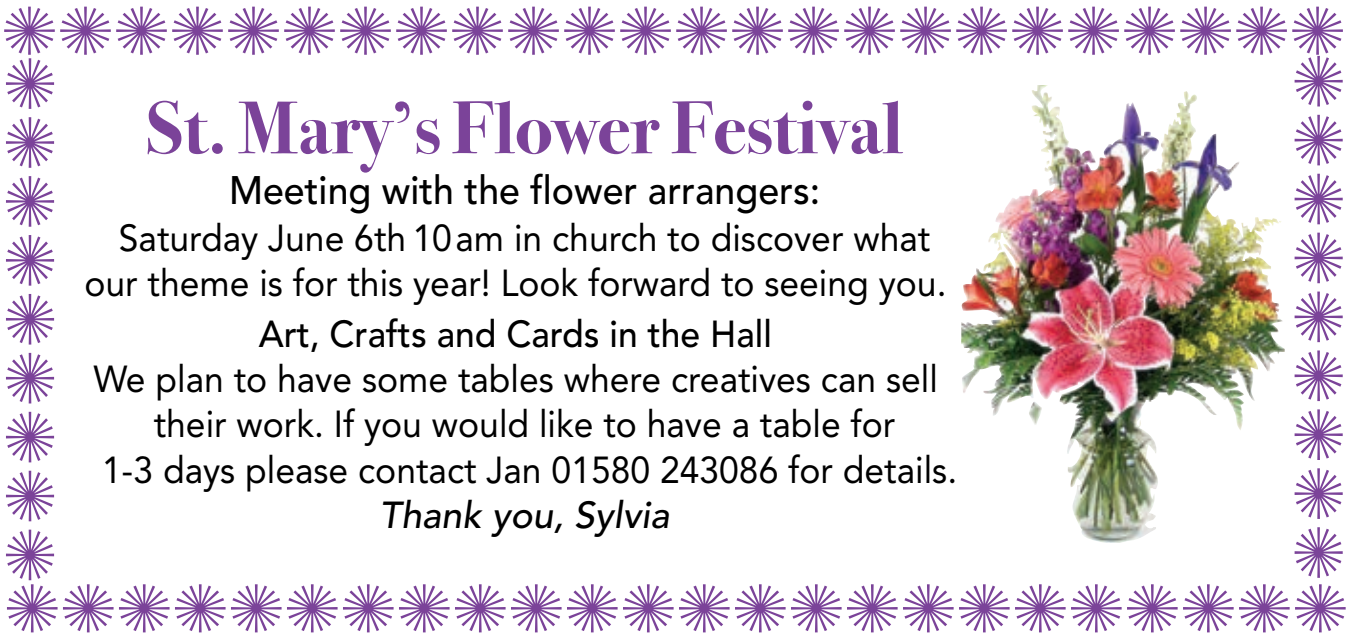 St. Mary’s Flower Festival
Meeting with the flower arrangers:
Saturday June 6th 10am in church to discover what
our theme is for this year! Look forward to seeing you.
Art, Crafts and Cards in the Hall
We plan to have some tables where creatives can sell
their work. If you would like to have a table for
1-3 days please contact Jan 01580 243086 for details.
Thank you, Sylvia